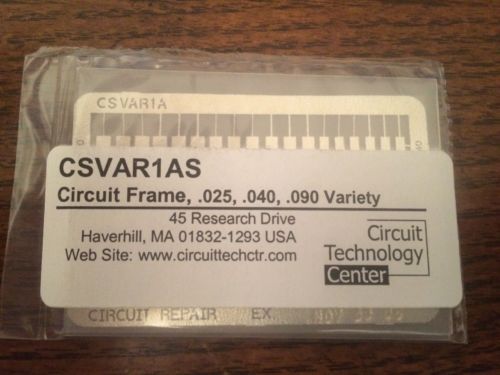 CSVAR1A
CSVAR1AS
Circuit Frame, .025, .040, .090 Variety
45 Research Drive
Haverhill, MA 01832-1293 USA
Web Site: www.circuittechctr.com
Circuit
Technology
Center
CIRCUIT REPAIR EX.